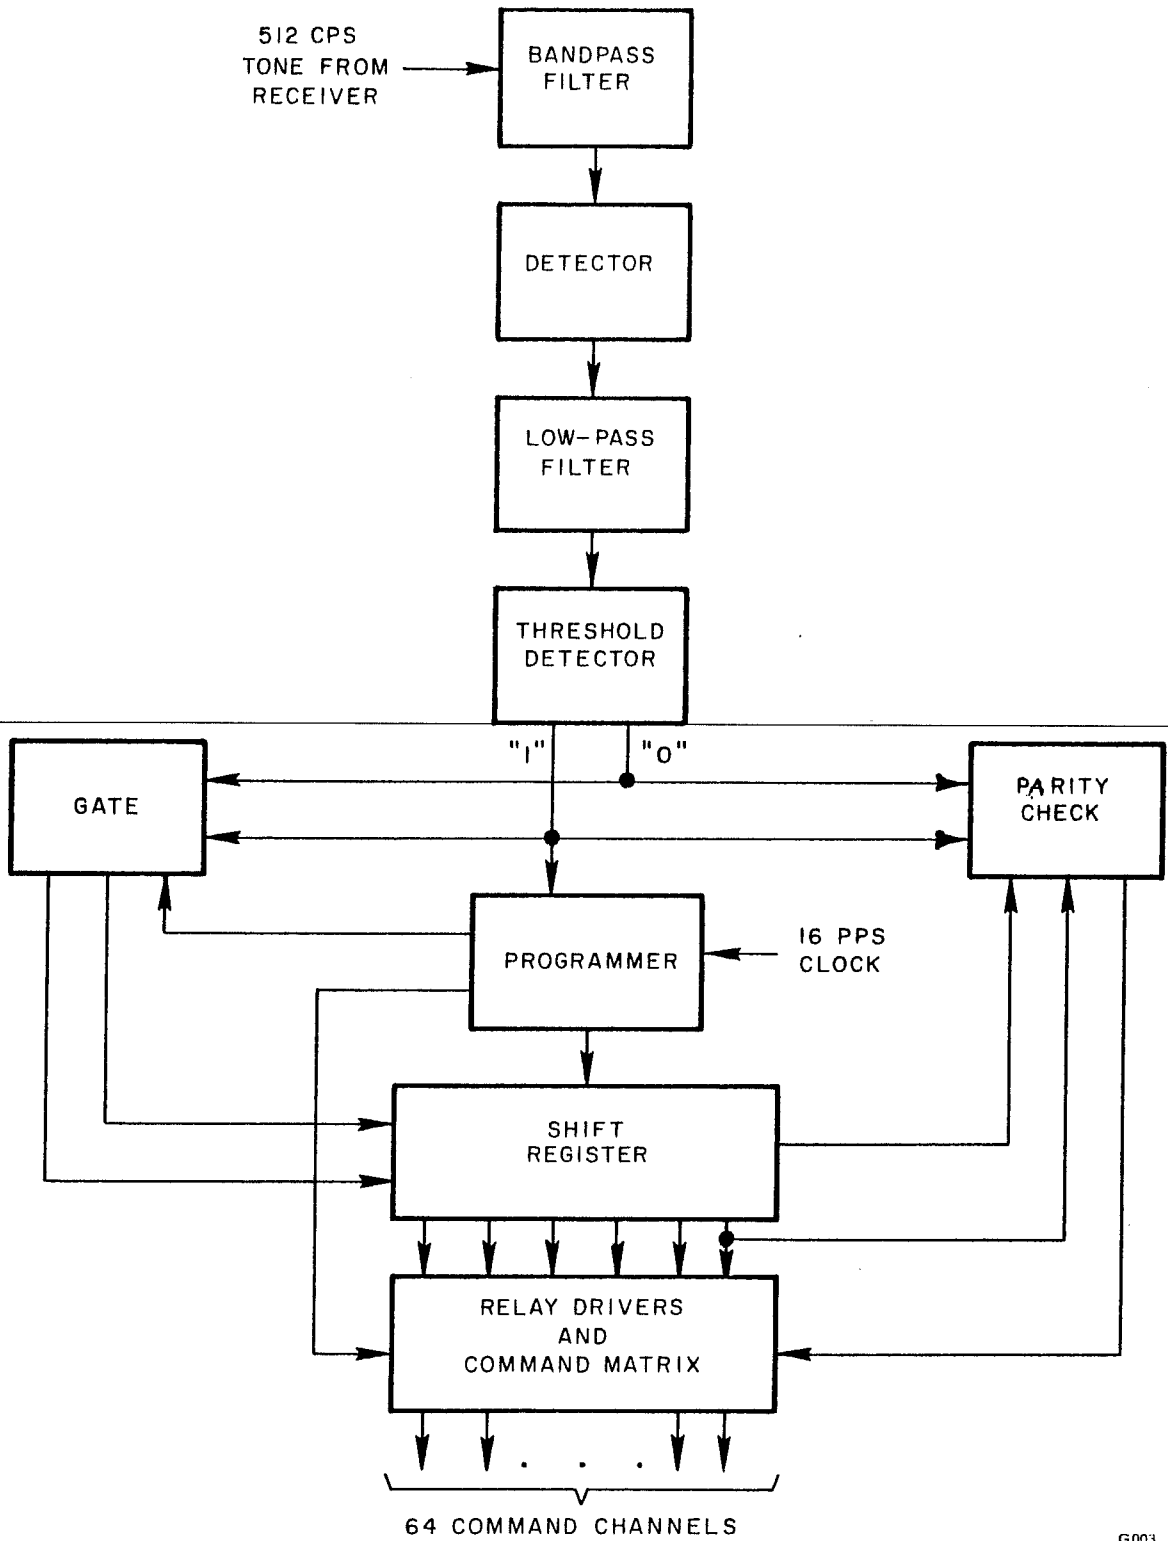 512 CPS
TONE FROM
RECEIVER
BANDPASS
FILTER
DETECTOR
LOW-PASS
FILTER
THRESHOLD
DETECTOR
"1"
"0"
GATE
PARITY
CHECK
PROGRAMMER
16 PPS
CLOCK
SHIFT
REGISTER
RELAY DRIVERS
AND
COMMAND MATRIX
. . .
64 COMMAND CHANNELS
G003